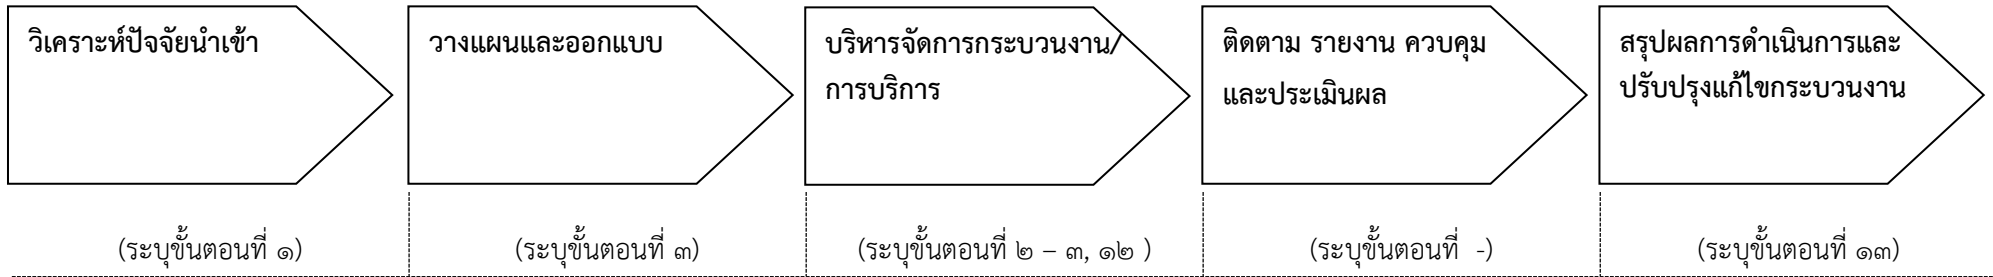 วิเคราะห์ปัจจัยนำเข้า
วางแผนและออกแบบ
บริหารจัดการกระบวนงาน/
การบริการ
ติดตาม รายงาน ควบคุม
และประเมินผล
สรุปผลการดำเนินการและ
ปรับปรุงแก้ไขกระบวนงาน
(ระบุขั้นตอนที่ ๑)
(ระบุขั้นตอนที่ ๓)
(ระบุขั้นตอนที่ ๒ – ๓, ๑๒ )
(ระบุขั้นตอนที่ -)
(ระบุขั้นตอนที่ ๑๓)